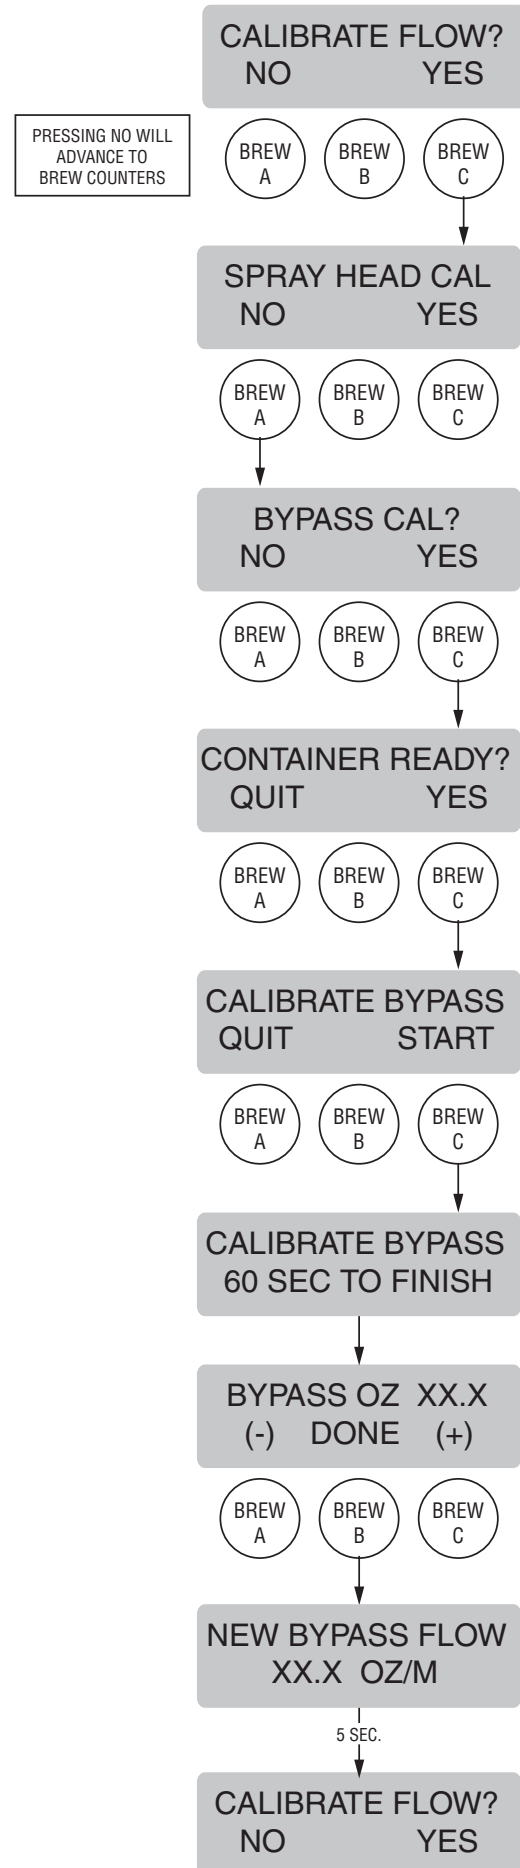 CALIBRATE FLOW?
NO YES
PRESSING NO WILL
ADVANCE TO
BREW COUNTERS
BREW BREW BREW
A B C
SPRAY HEAD CAL
NO YES
BREW BREW BREW
A B C
BYPASS CAL?
NO YES
BREW BREW BREW
A B C
CONTAINER READY?
QUIT YES
BREW BREW BREW
A B C
CALIBRATE BYPASS
QUIT START
BREW BREW BREW
A B C
CALIBRATE BYPASS
60 SEC TO FINISH
BYPASS OZ XX.X
(-) DONE (+)
BREW BREW BREW
A B C
NEW BYPASS FLOW
XX.X OZ/M
5 SEC.
CALIBRATE FLOW?
NO YES